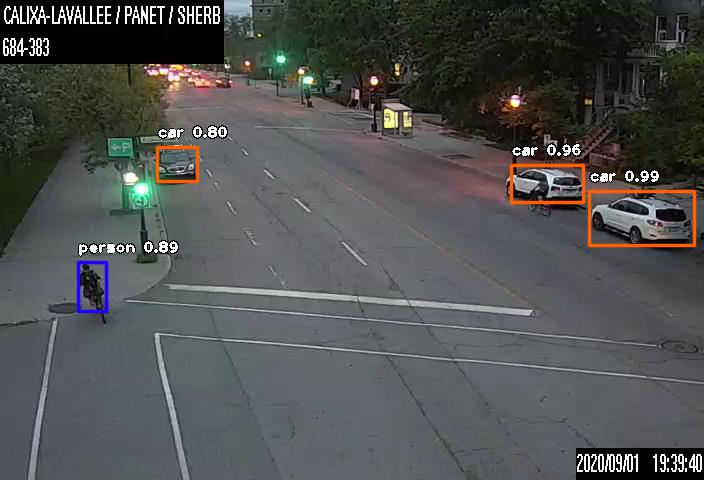 CALIXA-LAVALLEE / PANET / SHERB
684-383
car 0.80
car 0.96
car 0.99
person 0.89
2020/09/01 19:39:40